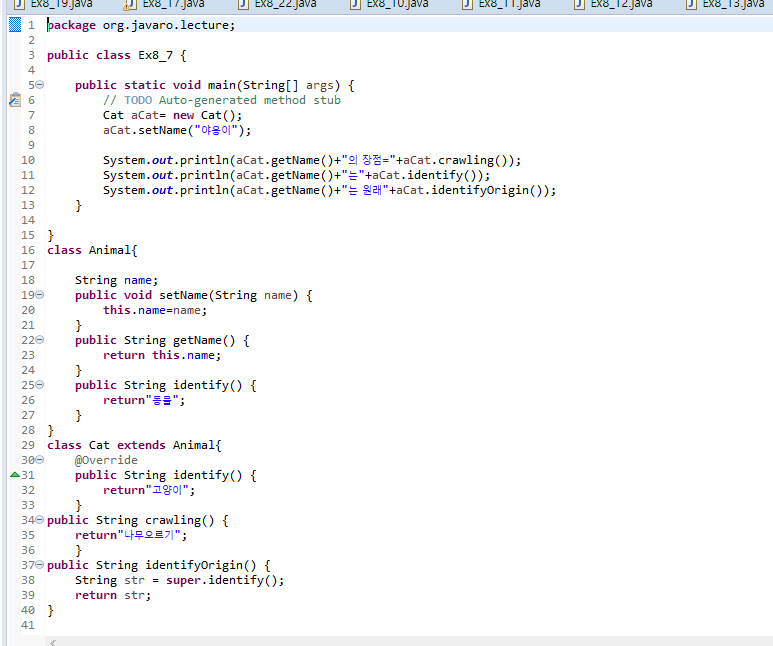 Ex8_19.java Ex8_17.java Ex8_22.java Ex8_10.java Ex8_11.java Ex8_12.java Ex8_13.java
1 package org.javaro.lecture;
2
3 public class Ex8_7 {
4
5 public static void main(String[] args) {
6 // TODO Auto-generated method stub
7 Cat aCat= new Cat();
8 aCat.setName("야옹이");
9
10 System.out.println(aCat.getName()+"의 장점="+aCat.crawling());
11 System.out.println(aCat.getName()+"는"+aCat.identify());
12 System.out.println(aCat.getName()+"는 원래"+aCat.identifyOrigin());
13 }
14
15 }
16 class Animal{
17
18 String name;
19 public void setName(String name) {
20 this.name=name;
21 }
22 public String getName() {
23 return this.name;
24 }
25 public String identify() {
26 return"동물";
27 }
28 }
29 class Cat extends Animal{
30 @Override
31 public String identify() {
32 return"고양이";
33 }
34 public String crawling() {
35 return"나무오르기";
36 }
37 public String identifyOrigin() {
38 String str = super.identify();
39 return str;
40 }
41